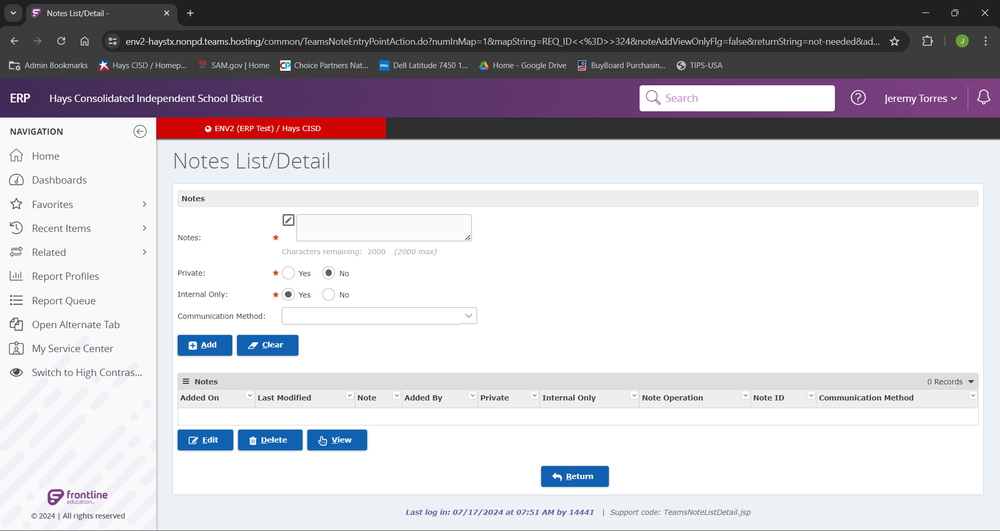 Notes List/Detail -
env2-haystx.nonpd.teams.hosting/common/TeamsNoteEntryPointAction.do?numInMap=1&mapString=REQ_ID<<%3D>>324&noteAddViewOnlyFlg=false&returnString=not-needed&ad...
J
Admin Bookmarks
Hays CISD / Homep...
SAM.gov | Home
CP Choice Partners Nat...
DELL Dell Latitude 7450 1...
Home - Google Drive
BuyBoard Purchasin...
TIPS-USA
ERP Hays Consolidated Independent School District
Search
?
Jeremy Torres
NAVIGATION
ENV2 (ERP Test) / Hays CISD
Home
Dashboards
Favorites
Recent Items
Related
Report Profiles
Report Queue
Open Alternate Tab
My Service Center
Switch to High Contras...
frontline
education
© 2024 | All rights reserved
Notes List/Detail
Notes
Notes:
Characters remaining: 2000 (2000 max)
Private: Yes No
Internal Only: Yes No
Communication Method:
Add Clear
Notes 0 Records
Added On Last Modified Note Added By Private Internal Only Note Operation Note ID Communication Method
Edit Delete View
Return
Last log in: 07/17/2024 at 07:51 AM by 14441 | Support code: TeamsNoteListDetail.jsp